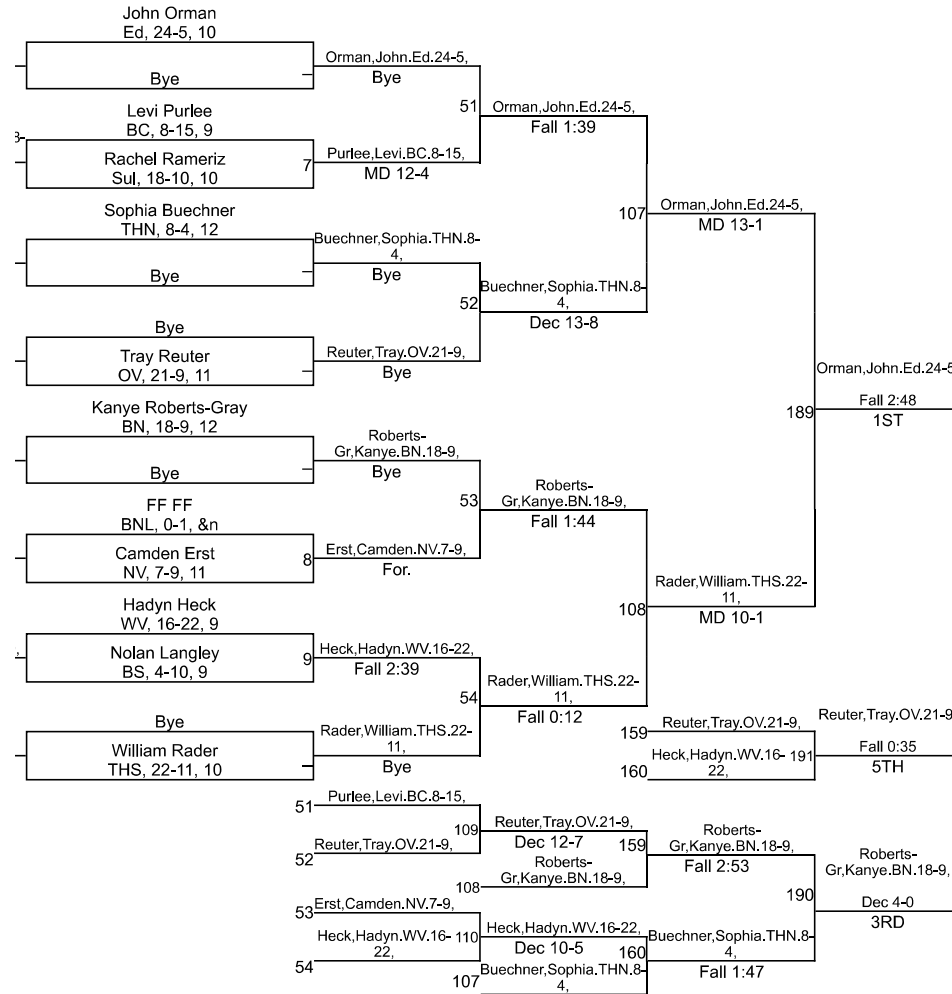 John Orman
Ed, 24-5, 10
Orman,John.Ed.24-5,
Bye
Bye
51
Orman,John.Ed.24-5,
Fall 1:39
Levi Purlee
BC, 8-15, 9
8-
Rachel Rameriz
Sul, 18-10, 10
7
Purlee,Levi.BC.8-15,
MD 12-4
107
Orman,John.Ed.24-5,
MD 13-1
Sophia Buechner
THN, 8-4, 12
Buechner,Sophia.THN.8-
4,
Bye
Bye
52
Buechner,Sophia.THN.8-
4,
Dec 13-8
Bye
Tray Reuter
OV, 21-9, 11
Reuter,Tray.OV.21-9,
Bye
189
Orman,John.Ed.24-5
Fall 2:48
1ST
Kanye Roberts-Gray
BN, 18-9, 12
Roberts-
Gr,Kanye.BN.18-9,
Bye
Bye
53
Roberts-
Gr,Kanye.BN.18-9,
Fall 1:44
FF FF
BNL, 0-1, &n
Camden Erst
NV, 7-9, 11
8
Erst,Camden.NV.7-9,
For.
108
Rader,William.THS.22-
11,
MD 10-1
Hadyn Heck
WV, 16-22, 9
Nolan Langley
BS, 4-10, 9
9
Heck,Hadyn.WV.16-22,
Fall 2:39
54
Rader,William.THS.22-
11,
Fall 0:12
Bye
William Rader
THS, 22-11, 10
Rader,William.THS.22-
11,
Bye
159
Reuter,Tray.OV.21-9,
160
Heck,Hadyn.WV.16-
22,
191
Reuter,Tray.OV.21-9
Fall 0:35
5TH
51
Purlee,Levi.BC.8-15,
52
Reuter,Tray.OV.21-9,
109
Reuter,Tray.OV.21-9,
Dec 12-7
108
Roberts-
Gr,Kanye.BN.18-9,
159
Roberts-
Gr,Kanye.BN.18-9,
Fall 2:53
53
Erst,Camden.NV.7-9,
54
Heck,Hadyn.WV.16-
22,
110
Heck,Hadyn.WV.16-22,
Dec 10-5
107
Buechner,Sophia.THN.8-
4,
160
Buechner,Sophia.THN.8-
4,
Fall 1:47
190
Roberts-
Gr,Kanye.BN.18-9,
Dec 4-0
3RD